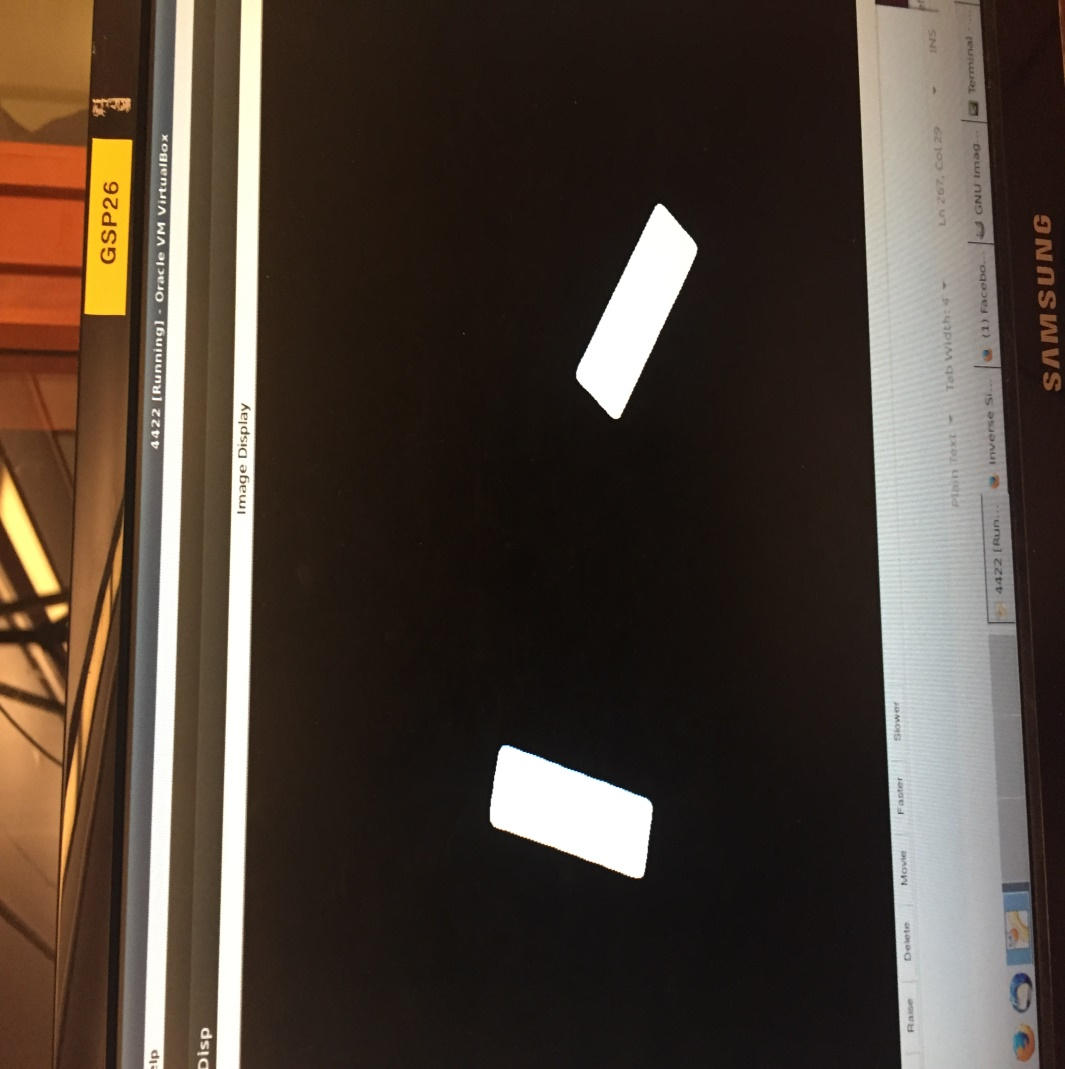 GSP26
4422 [Running] - Oracle VM VirtualBox
elp
Disp
Image Display
Raise Delete Movie Faster Slower
Plain Text Tab Width: 4 Ln 267, Col 29 INS
4422 [Run... Inverse Si... (1) Facebo... GNU Imag... Terminal
SAMSUNG